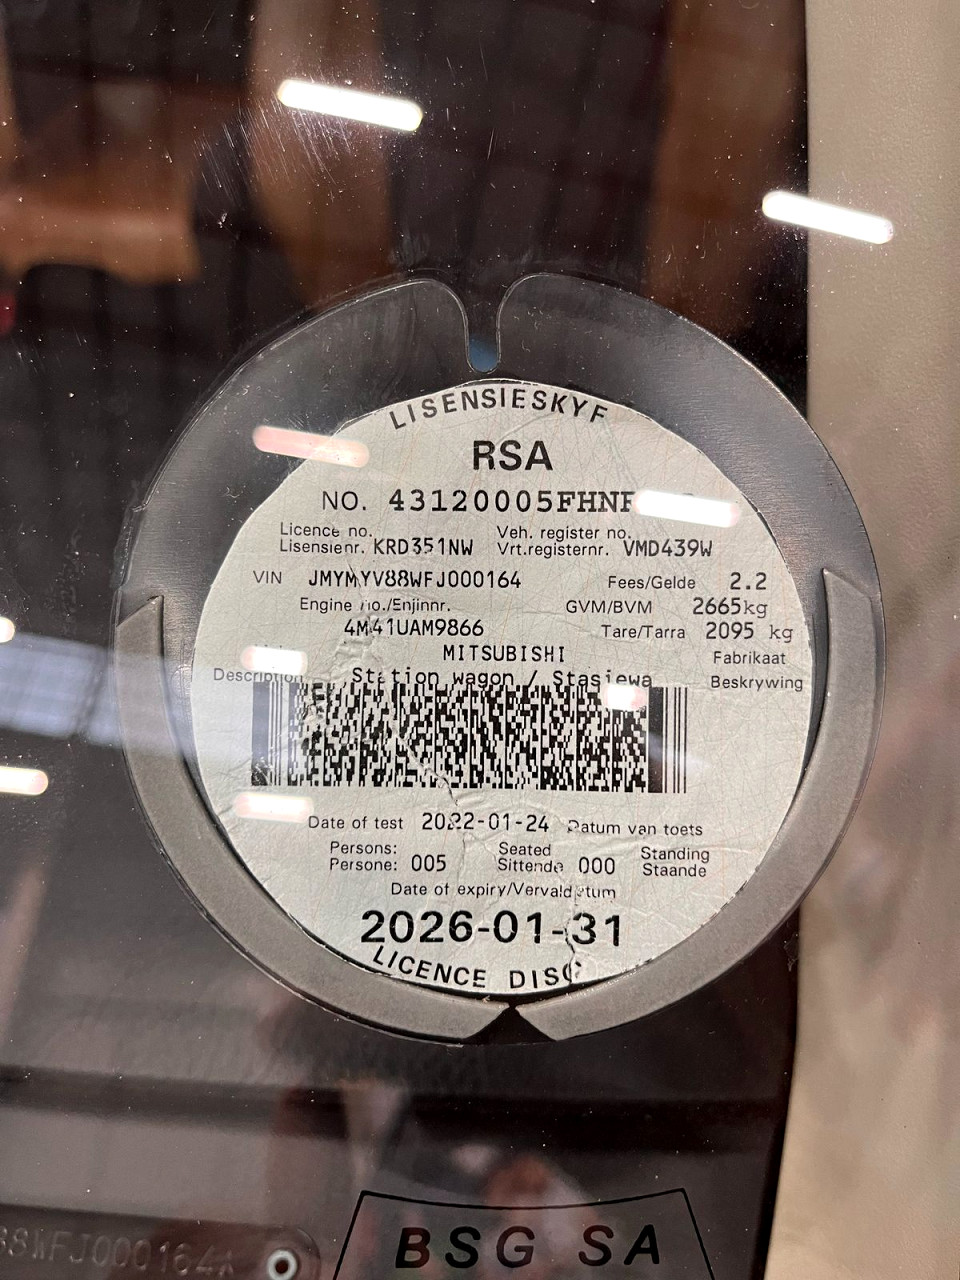 LISENSIESKYF
RSA
NO. 43120005FHNF
Licence no. Veh. register no.
Lisensienr. KRD351NW Vrt.registernr. VMD439W
VIN JMYMYV88WFJ000164 Fees/Gelde 2.2
Engine no./Enjinnr. GVM/BVM 2665kg
4M41UAM9866 Tare/Tarra 2095 kg
MITSUBISHI Fabrikaat
Description Station wagon / Stasiewa Beskrywing
Date of test 2022-01-24 Datum van toets
Persons: Seated Standing
Persone: 005 Sittende 000 Staande
Date of expiry/Vervaldatum
2026-01-31
LICENCE DISC
88WFJ000164
BSG SA